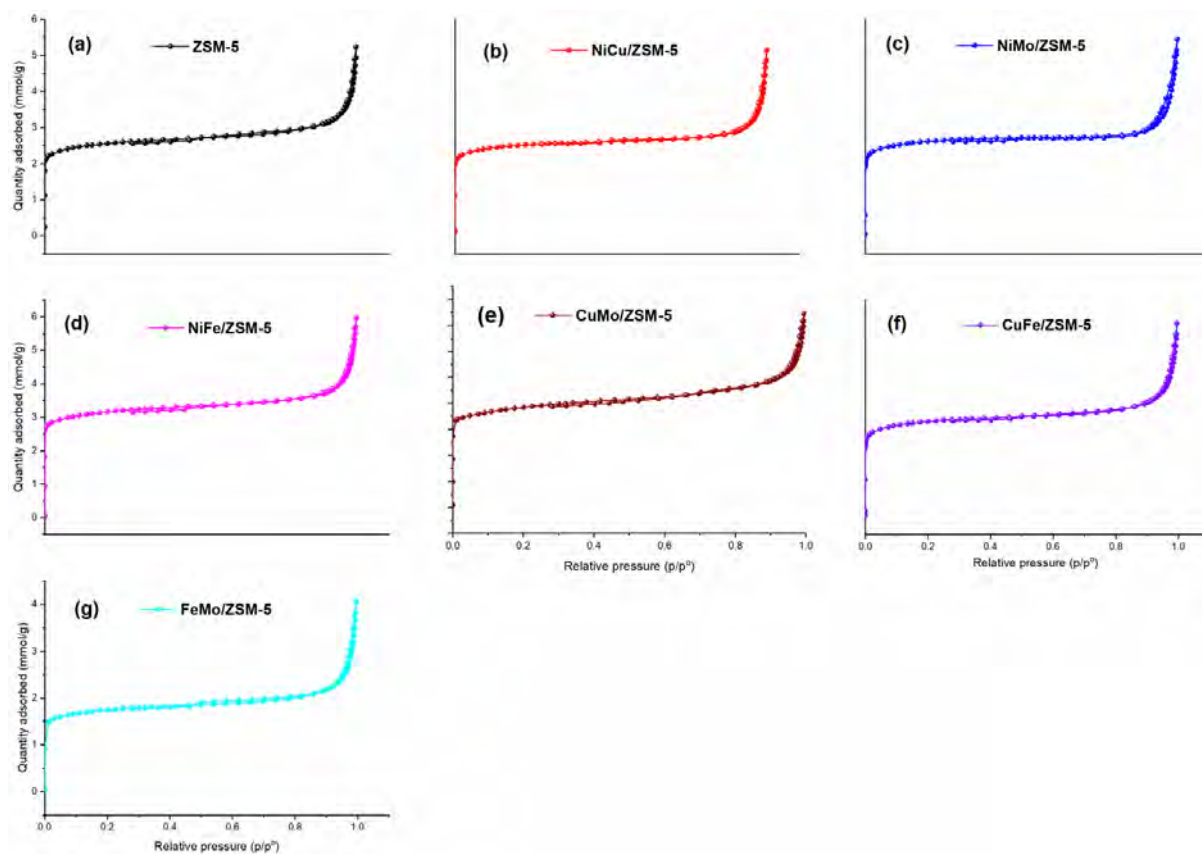 (a) ZSM-5
(b) NiCu/ZSM-5
(c) NiMo/ZSM-5
Quantity adsorbed (mmol/g)
6
5
4
3
2
1
0
(d) NiFe/ZSM-5
(e) CuMo/ZSM-5
(f) CuFe/ZSM-5
Quantity adsorbed (mmol/g)
6
5
4
3
2
1
0
0.0 0.2 0.4 0.6 0.8 1.0
Relative pressure (p/p⁰)
0.0 0.2 0.4 0.6 0.8 1.0
Relative pressure (p/p⁰)
(g) FeMo/ZSM-5
Quantity adsorbed (mmol/g)
4
3
2
1
0
0.0 0.2 0.4 0.6 0.8 1.0
Relative pressure (p/p⁰)